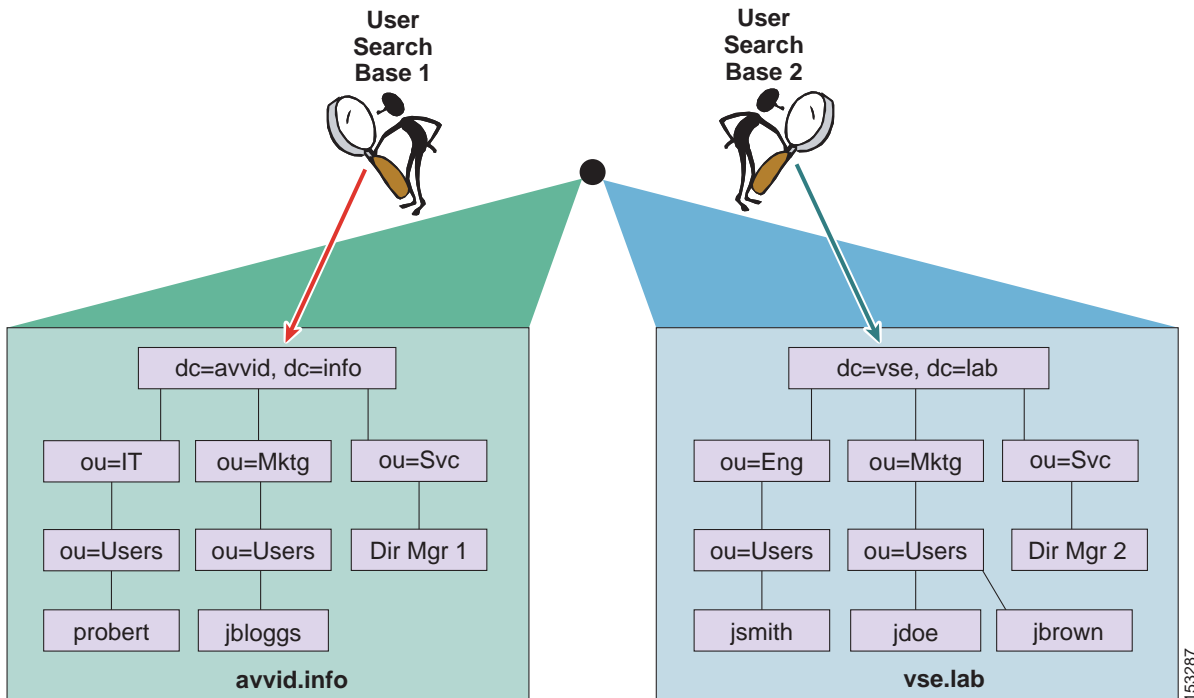 User
Search
Base 1
User
Search
Base 2
dc=avvid, dc=info
ou=IT
ou=Mktg
ou=Svc
ou=Users
ou=Users
Dir Mgr 1
probert
jbloggs
avvid.info
dc=vse, dc=lab
ou=Eng
ou=Mktg
ou=Svc
ou=Users
ou=Users
Dir Mgr 2
jsmith
jdoe
jbrown
vse.lab
153287